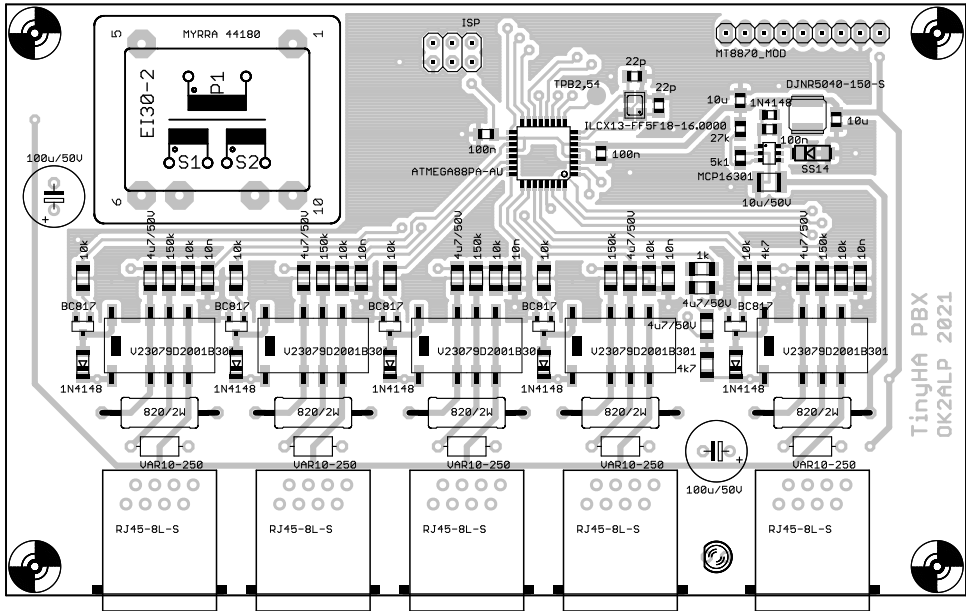 5
MYRRA 44180
1
EI30-2
P1
S1
S2
6
10
100u/50V
+
ISP
22p
TPB2,54
22p
ILCX13-FF5F18-16.0000
100n
100n
ATMEGA88PA-AU
MT8870_MOD
DJNR5040-150-S
10u
1N4148
10u
27k
100n
5k1
SS14
MCP16301
10u/50V
10k
4u7/50V
150k
10k
10n
10k
4u7/50V
150k
10k
10n
10k
4u7/50V
150k
10k
10n
10k
4u7/50V
150k
10k
10n
1k
4u7/50V
10k
4k7
4u7/50V
150k
10k
10n
BC817
BC817
BC817
BC817
BC817
4u7/50V
V23079D2001B301
V23079D2001B301
V23079D2001B301
V23079D2001B301
V23079D2001B301
4k7
1N4148
1N4148
1N4148
1N4148
1N4148
820/2W
820/2W
820/2W
820/2W
820/2W
TinyHA PBX
OK2ALP 2021
VAR10-250
VAR10-250
VAR10-250
VAR10-250
VAR10-250
+
100u/50V
RJ45-8L-S
RJ45-8L-S
RJ45-8L-S
RJ45-8L-S
RJ45-8L-S